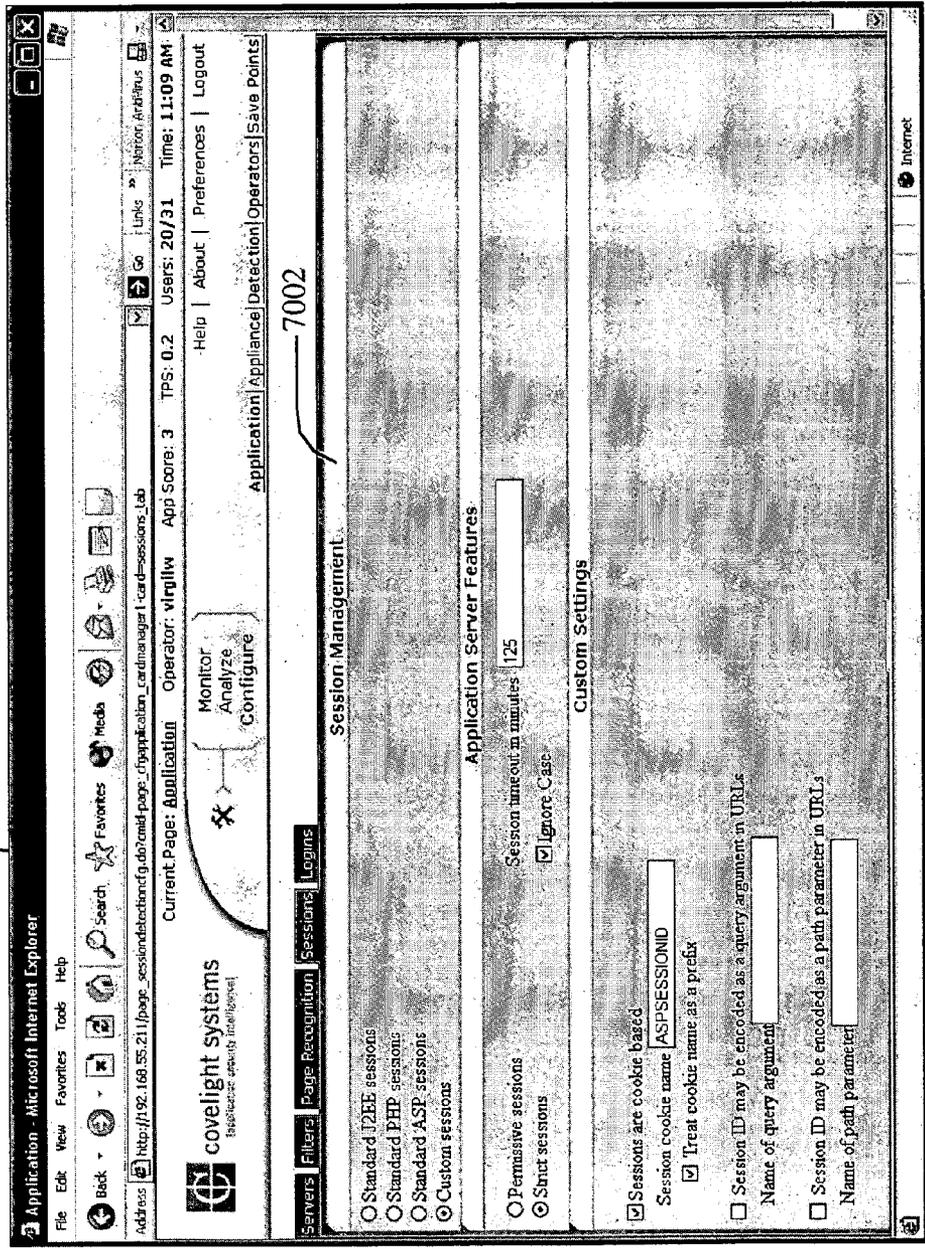 Application - Microsoft Internet Explorer
File Edit View Favorites Tools Help
Back Search Favorites Media
Address http://192.168.55.211/page_sessiondetectioncfg.do?cmid=page_cfgapplication_cardmanager1-card=sessions_tab Go Links » Norton AntiVirus
Current Page: Application Operator: virgilw App Score: 3 TPS: 0.2 Users: 20/31 Time: 11:09 AM
covelight systems
[application security intelligence]
Monitor
Analyze
Configure
Help | About | Preferences | Logout
Application|Appliance|Detection|Operators|Save Points
Servers Filters Page Recognition Sessions Logins
7002
Session Management
Standard J2EE sessions
Standard PHP sessions
Standard ASP sessions
Custom sessions
Application Server Features
Permissive sessions
Strict sessions
Session timeout in minutes 125
Ignore Case
Custom Settings
Sessions are cookie based
Session cookie name ASPSESSIONID
Treat cookie name as a prefix
Session ID may be encoded as a query argument in URLs
Name of query argument
Session ID may be encoded as a path parameter in URLs
Name of path parameter
Internet